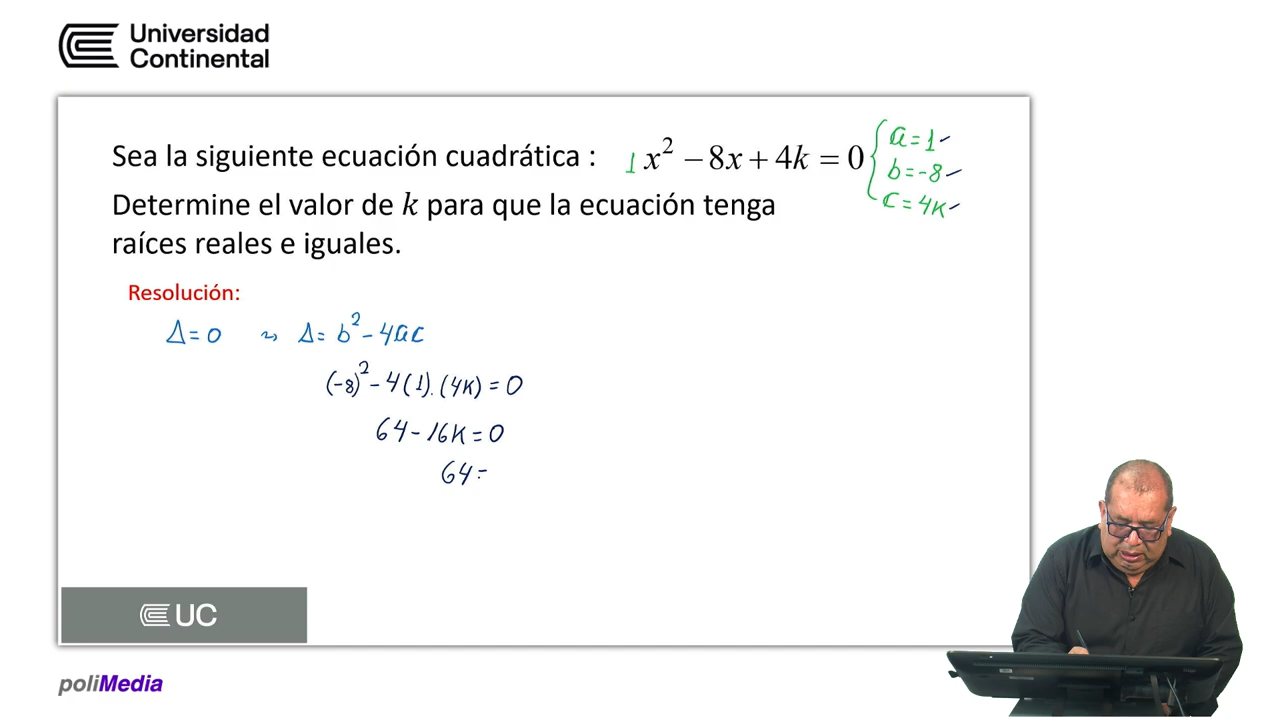 Universidad
Continental
Sea la siguiente ecuación cuadrática : 1x² − 8x + 4k = 0
a = 1
b = -8
c = 4K
Determine el valor de k para que la ecuación tenga
raíces reales e iguales.
Resolución:
Δ = 0 ~> Δ = b² - 4ac
(-8)² - 4(1).(4K) = 0
64 - 16K = 0
64 =
UC
poliMedia